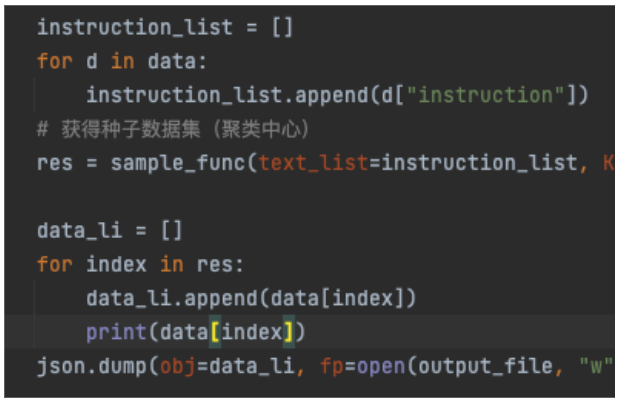 instruction_list = []
for d in data:
instruction_list.append(d["instruction"])
# 获得种子数据集（聚类中心）
res = sample_func(text_list=instruction_list, K
data_li = []
for index in res:
data_li.append(data[index])
print(data[index])
json.dump(obj=data_li, fp=open(output_file, "w"